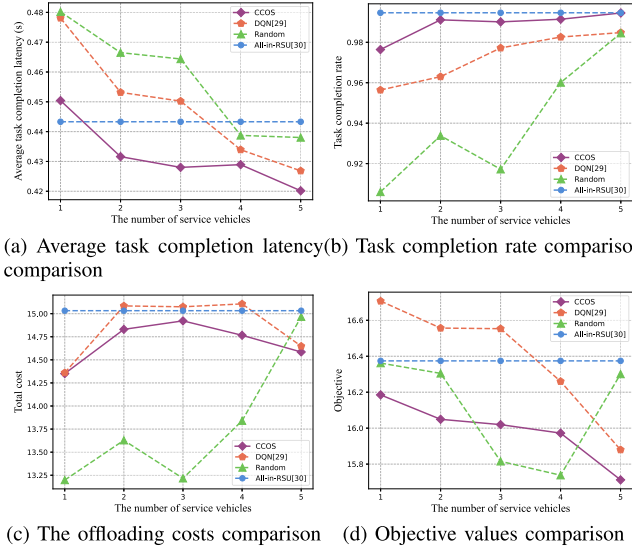 0.48
0.47
0.46
0.45
0.44
0.43
0.42
Average task completion latency (s)
CCOS
DQN[29]
Random
All-in-RSU[30]
1 2 3 4 5
The number of service vehicles
0.98
0.96
0.94
0.92
Task completion rate
CCOS
DQN[29]
Random
All-in-RSU[30]
1 2 3 4 5
The number of service vehicles
(a) Average task completion latency
comparison
(b) Task completion rate compariso
15.00
14.75
14.50
14.25
14.00
13.75
13.50
13.25
Total cost
CCOS
DQN[29]
Random
All-in-RSU[30]
1 2 3 4 5
The number of service vehicles
16.8
16.4
16.0
15.8
Objective
CCOS
DQN[29]
Random
All-in-RSU[30]
1 2 3 4 5
The number of service vehicles
(c) The offloading costs comparison
(d) Objective values comparison